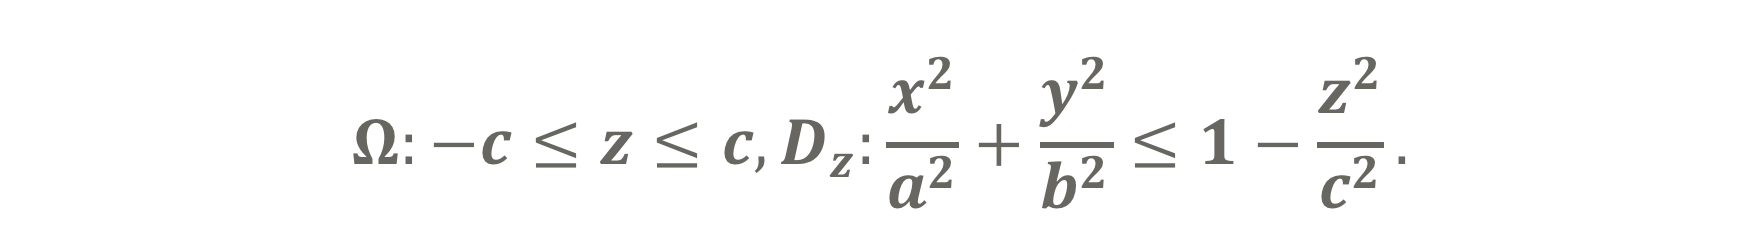 Ω: −c ≤ z ≤ c, D_z: x²/a² + y²/b² ≤ 1 − z²/c².